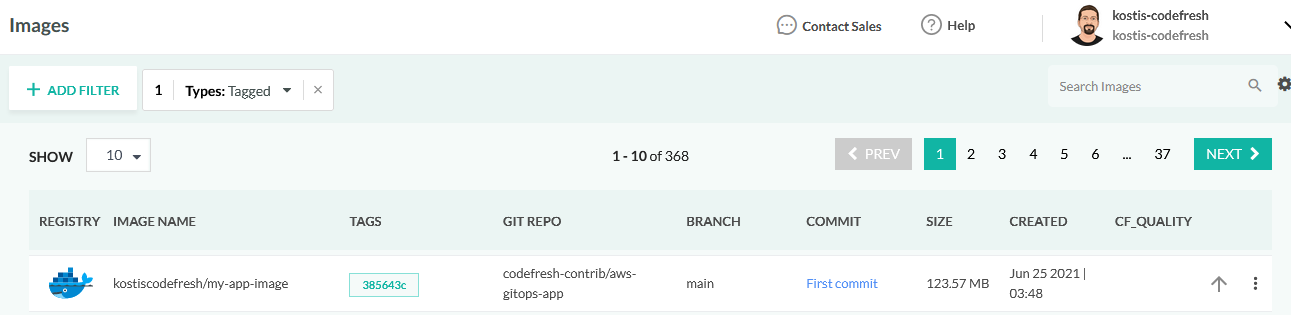 Images
Contact Sales
Help
kostis-codefresh
kostis-codefresh
+ ADD FILTER
1 Types: Tagged
Search Images
SHOW 10
1 - 10 of 368
PREV 1 2 3 4 5 6 ... 37 NEXT
REGISTRY IMAGE NAME TAGS GIT REPO BRANCH COMMIT SIZE CREATED CF_QUALITY
kostiscodefresh/my-app-image
385643c
codefresh-contrib/aws-
gitops-app
main
First commit
123.57 MB
Jun 25 2021 |
03:48